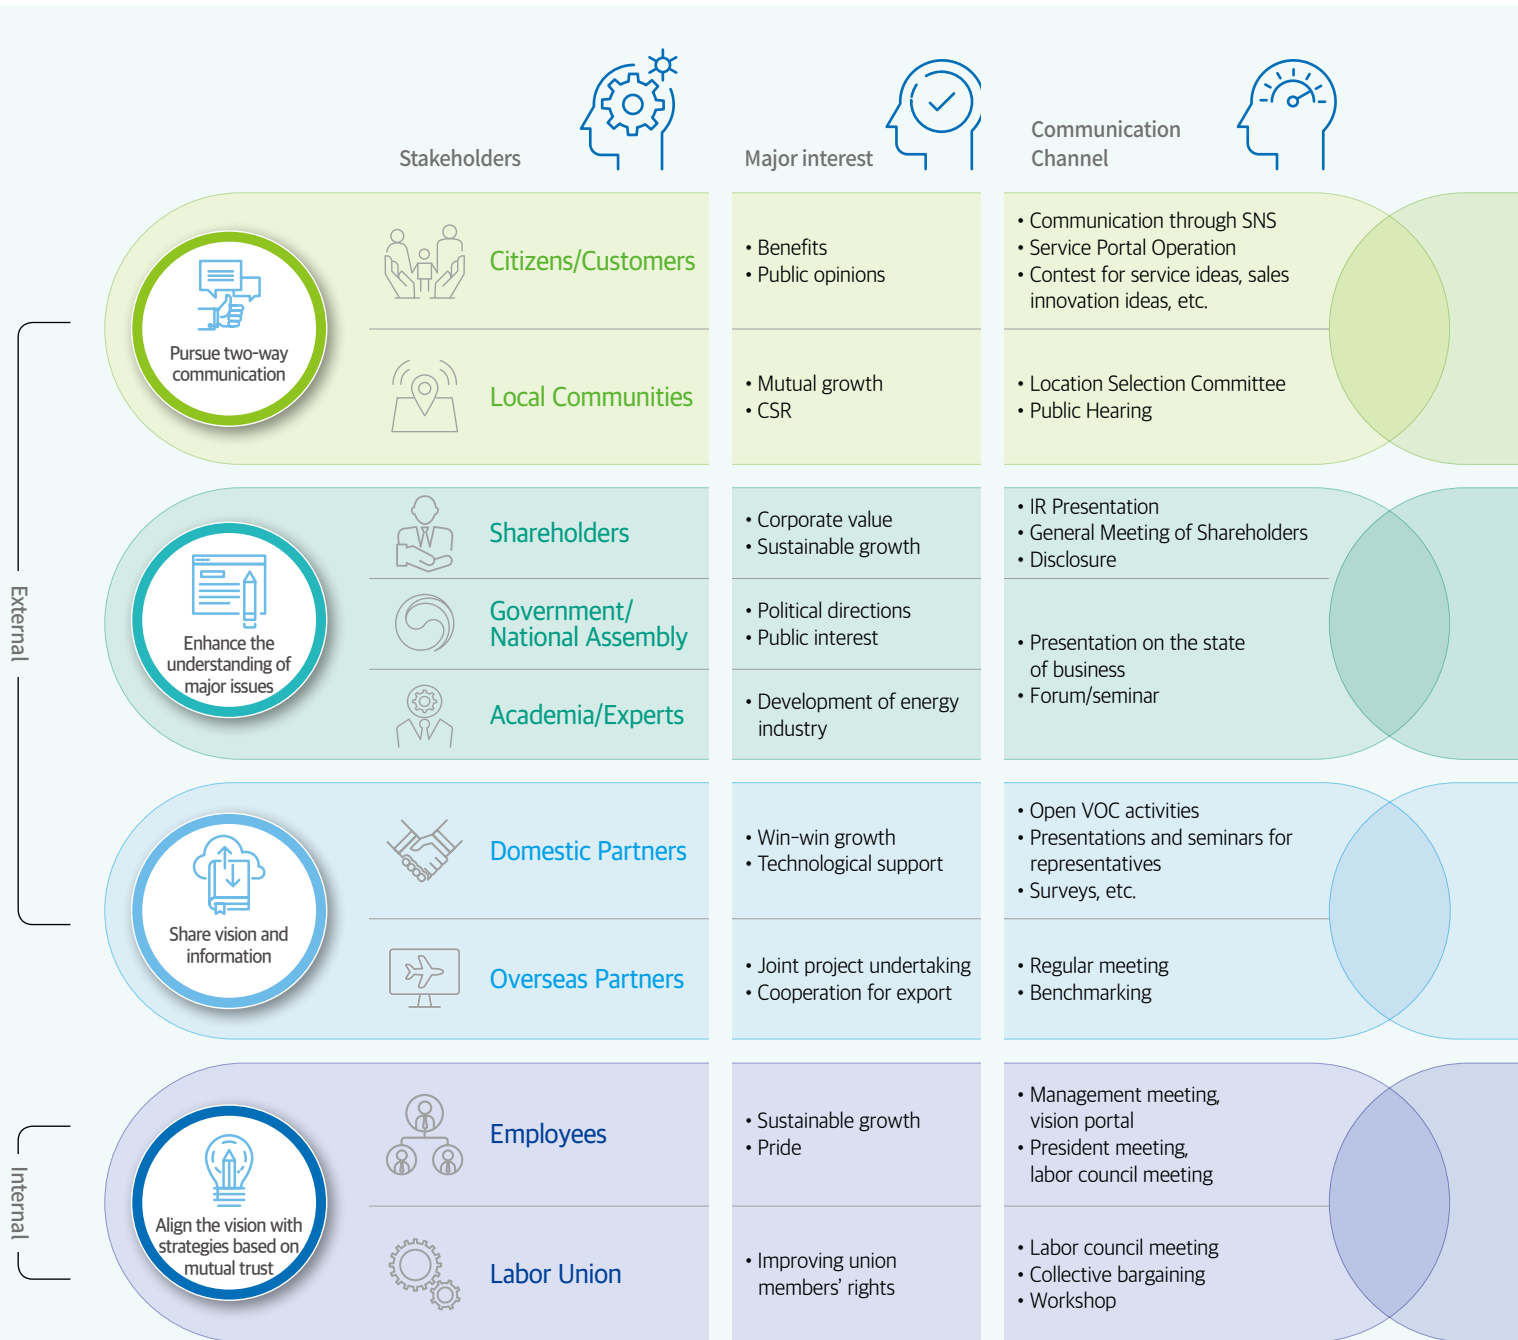 Stakeholders
Major interest
Communication
Channel
External
Pursue two-way
communication
Citizens/Customers
• Benefits
• Public opinions
• Communication through SNS
• Service Portal Operation
• Contest for service ideas, sales
innovation ideas, etc.
Local Communities
• Mutual growth
• CSR
• Location Selection Committee
• Public Hearing
Enhance the
understanding of
major issues
Shareholders
• Corporate value
• Sustainable growth
• IR Presentation
• General Meeting of Shareholders
• Disclosure
Government/
National Assembly
• Political directions
• Public interest
• Presentation on the state
of business
• Forum/seminar
Academia/Experts
• Development of energy
industry
Share vision and
information
Domestic Partners
• Win-win growth
• Technological support
• Open VOC activities
• Presentations and seminars for
representatives
• Surveys, etc.
Overseas Partners
• Joint project undertaking
• Cooperation for export
• Regular meeting
• Benchmarking
Internal
Align the vision with
strategies based on
mutual trust
Employees
• Sustainable growth
• Pride
• Management meeting,
vision portal
• President meeting,
labor council meeting
Labor Union
• Improving union
members’ rights
• Labor council meeting
• Collective bargaining
• Workshop